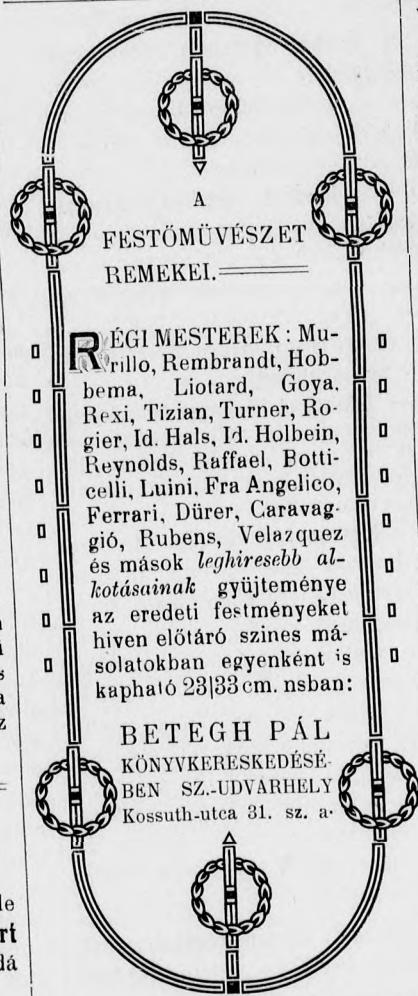 A
FESTŐMÜVÉSZET
REMEKEI.
RÉGI MESTEREK : Mu-
rillo, Rembrandt, Hob-
bema, Liotard, Goya.
Rexi, Tizian, Turner, Ro-
gier, Id. Hals, Id. Holbein,
Reynolds, Raffael, Botti-
celli, Luini, Fra Angelico,
Ferrari, Dürer, Caravag-
gió, Rubens, Velazquez
és mások leghiresebb al-
kotásainak gyüjteménye
az eredeti festményeket
hiven előtáró szines má-
solatokban egyenként is
kapható 23|33 cm. nsban:
BETEGH PÁL
KÖNYVKERESKEDÉSÉ-
BEN SZ.-UDVARHELY
Kossuth-utca 31. sz. a.